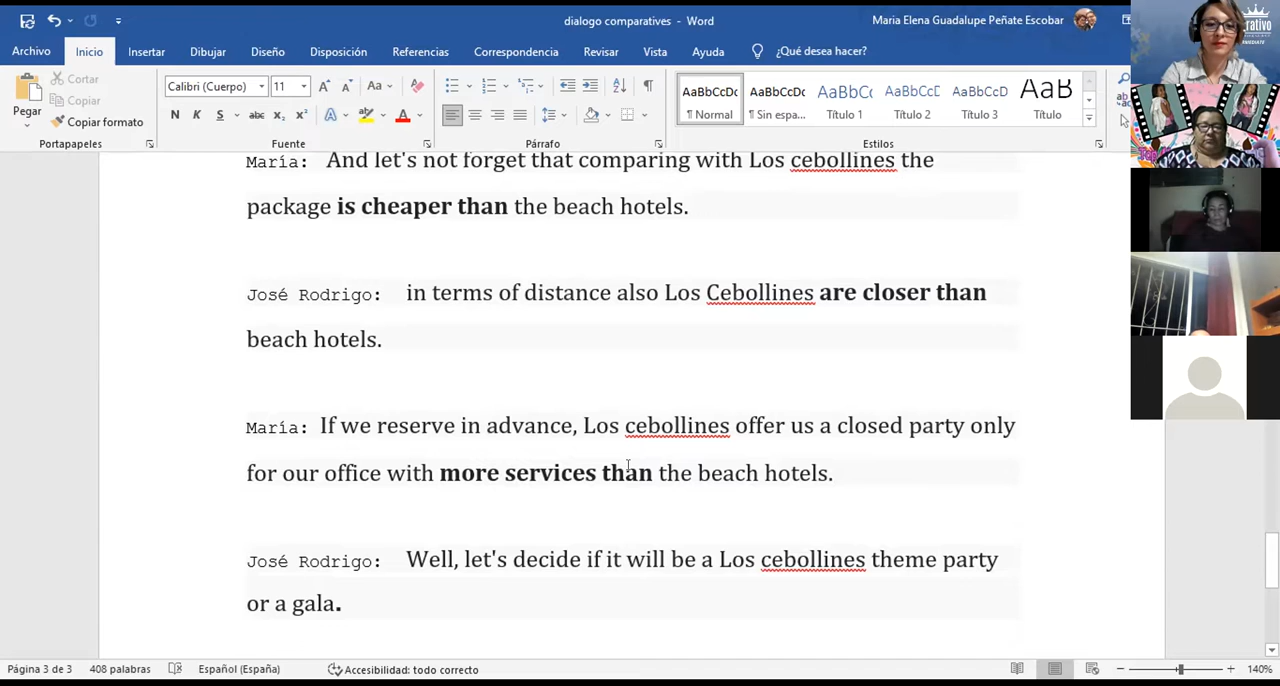 dialogo comparatives - Word
Maria Elena Guadalupe Peñate Escobar
Archivo Inicio Insertar Dibujar Diseño Disposición Referencias Correspondencia Revisar Vista Ayuda ¿Qué desea hacer?
Pegar
Cortar
Copiar
Copiar formato
Portapapeles
Calibri (Cuerpo) 11
N K S abc x₂ x²
Fuente
Párrafo
AaBbCcDc AaBbCcDc AaBbCc AaBbCcD AaBbCcD AaB
¶ Normal ¶ Sin espa... Título 1 Título 2 Título 3 Título
Estilos
rativo
María: And let's not forget that comparing with Los cebollines the
package is cheaper than the beach hotels.
José Rodrigo: in terms of distance also Los Cebollines are closer than
beach hotels.
María: If we reserve in advance, Los cebollines offer us a closed party only
for our office with more services than the beach hotels.
José Rodrigo: Well, let's decide if it will be a Los cebollines theme party
or a gala.
Página 3 de 3 408 palabras Español (España) Accesibilidad: todo correcto 140%